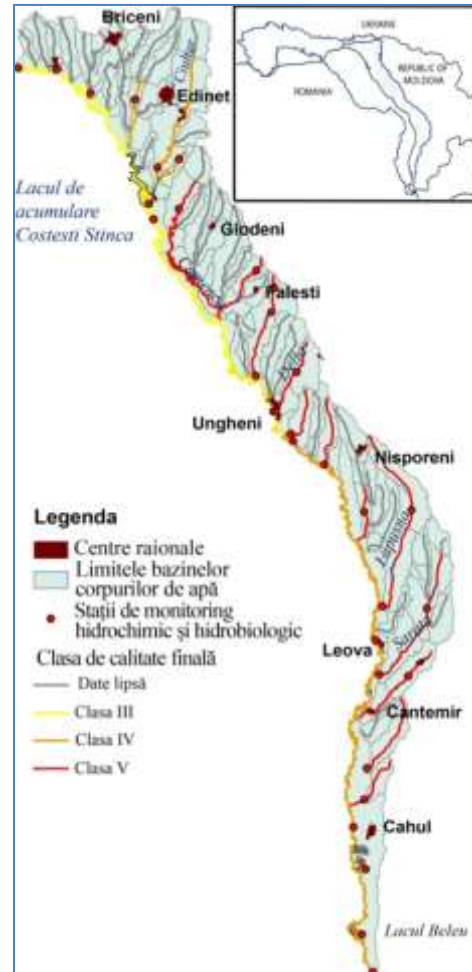 Briceni
UKRAINE
REPUBLIC OF
MOLDOVA
ROMANIA
Edinet
Lacul de
acumulare
Costesti Stinca
Glodeni
Falesti
Ungheni
Nisporeni
Lapusna
Sarata
Leova
Cantemir
Cahul
Lacul Beleu
Legenda
Centre raionale
Limitele bazinelor
corpurilor de apă
Stații de monitoring
hidrochimic și hidrobiologic
Clasa de calitate finală
Date lipsă
Clasa III
Clasa IV
Clasa V